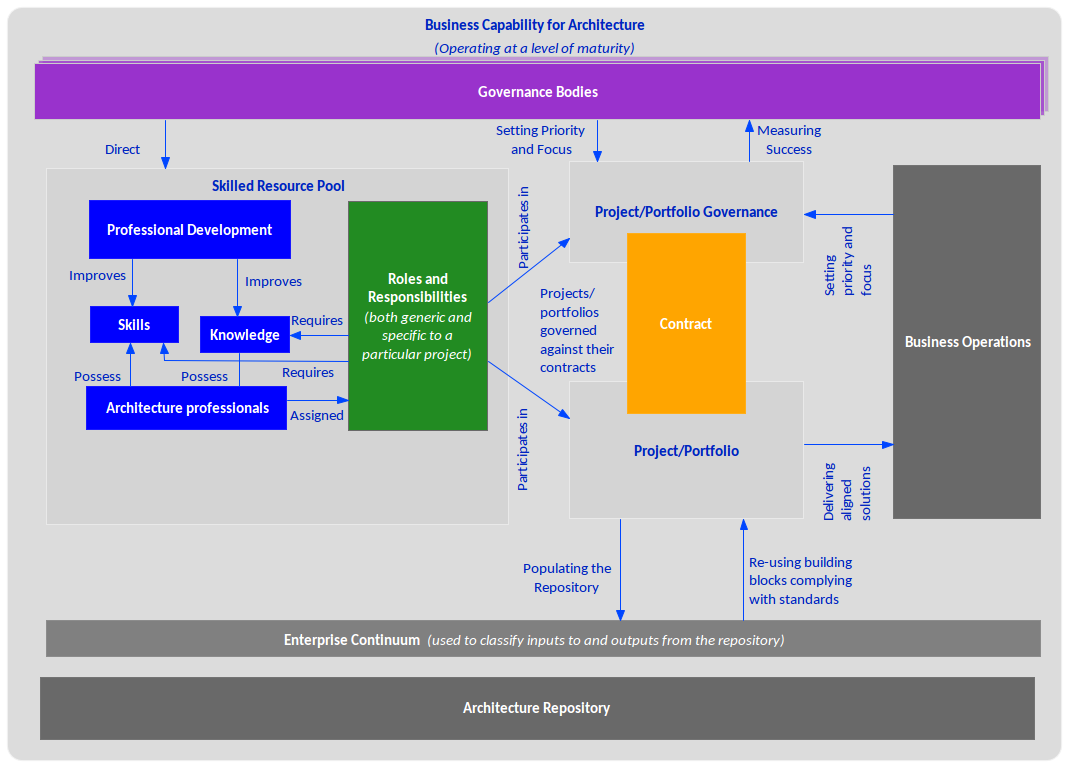 Business Capability for Architecture
(Operating at a level of maturity)
Governance Bodies
Direct
Setting Priority
and Focus
Measuring
Success
Skilled Resource Pool
Professional Development
Improves
Improves
Skills
Knowledge
Requires
Requires
Possess
Possess
Architecture professionals
Assigned
Roles and
Responsibilities
(both generic and
specific to a
particular project)
Participates in
Participates in
Project/Portfolio Governance
Projects/
portfolios
governed
against their
contracts
Contract
Project/Portfolio
Setting
priority and
focus
Business Operations
Delivering
aligned
solutions
Populating the
Repository
Re-using building
blocks complying
with standards
Enterprise Continuum (used to classify inputs to and outputs from the repository)
Architecture Repository